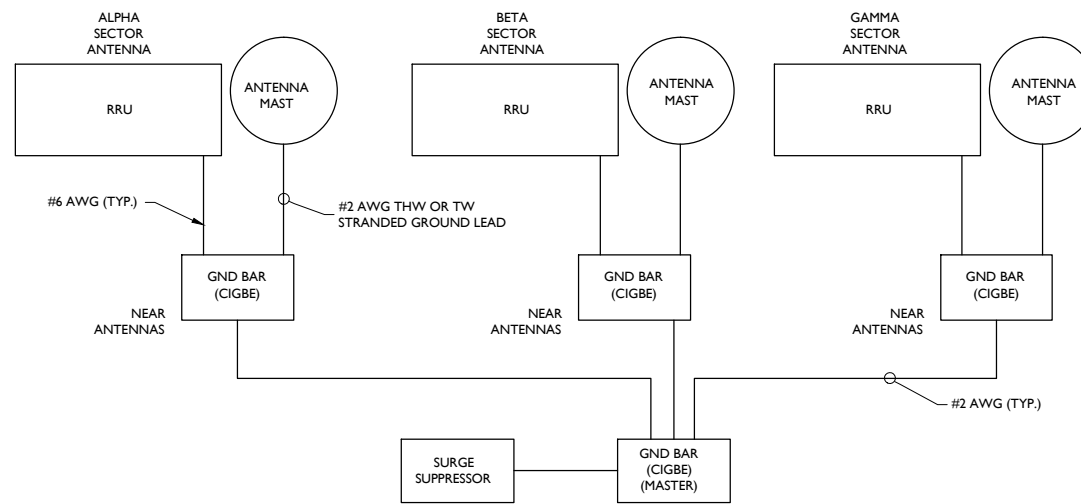 ALPHA
SECTOR
ANTENNA
RRU
ANTENNA
MAST
BETA
SECTOR
ANTENNA
RRU
ANTENNA
MAST
GAMMA
SECTOR
ANTENNA
RRU
ANTENNA
MAST
#6 AWG (TYP.)
#2 AWG THW OR TW
STRANDED GROUND LEAD
GND BAR
(CIGBE)
NEAR
ANTENNAS
GND BAR
(CIGBE)
NEAR
ANTENNAS
GND BAR
(CIGBE)
NEAR
ANTENNAS
#2 AWG (TYP.)
SURGE
SUPPRESSOR
GND BAR
(CIGBE)
(MASTER)